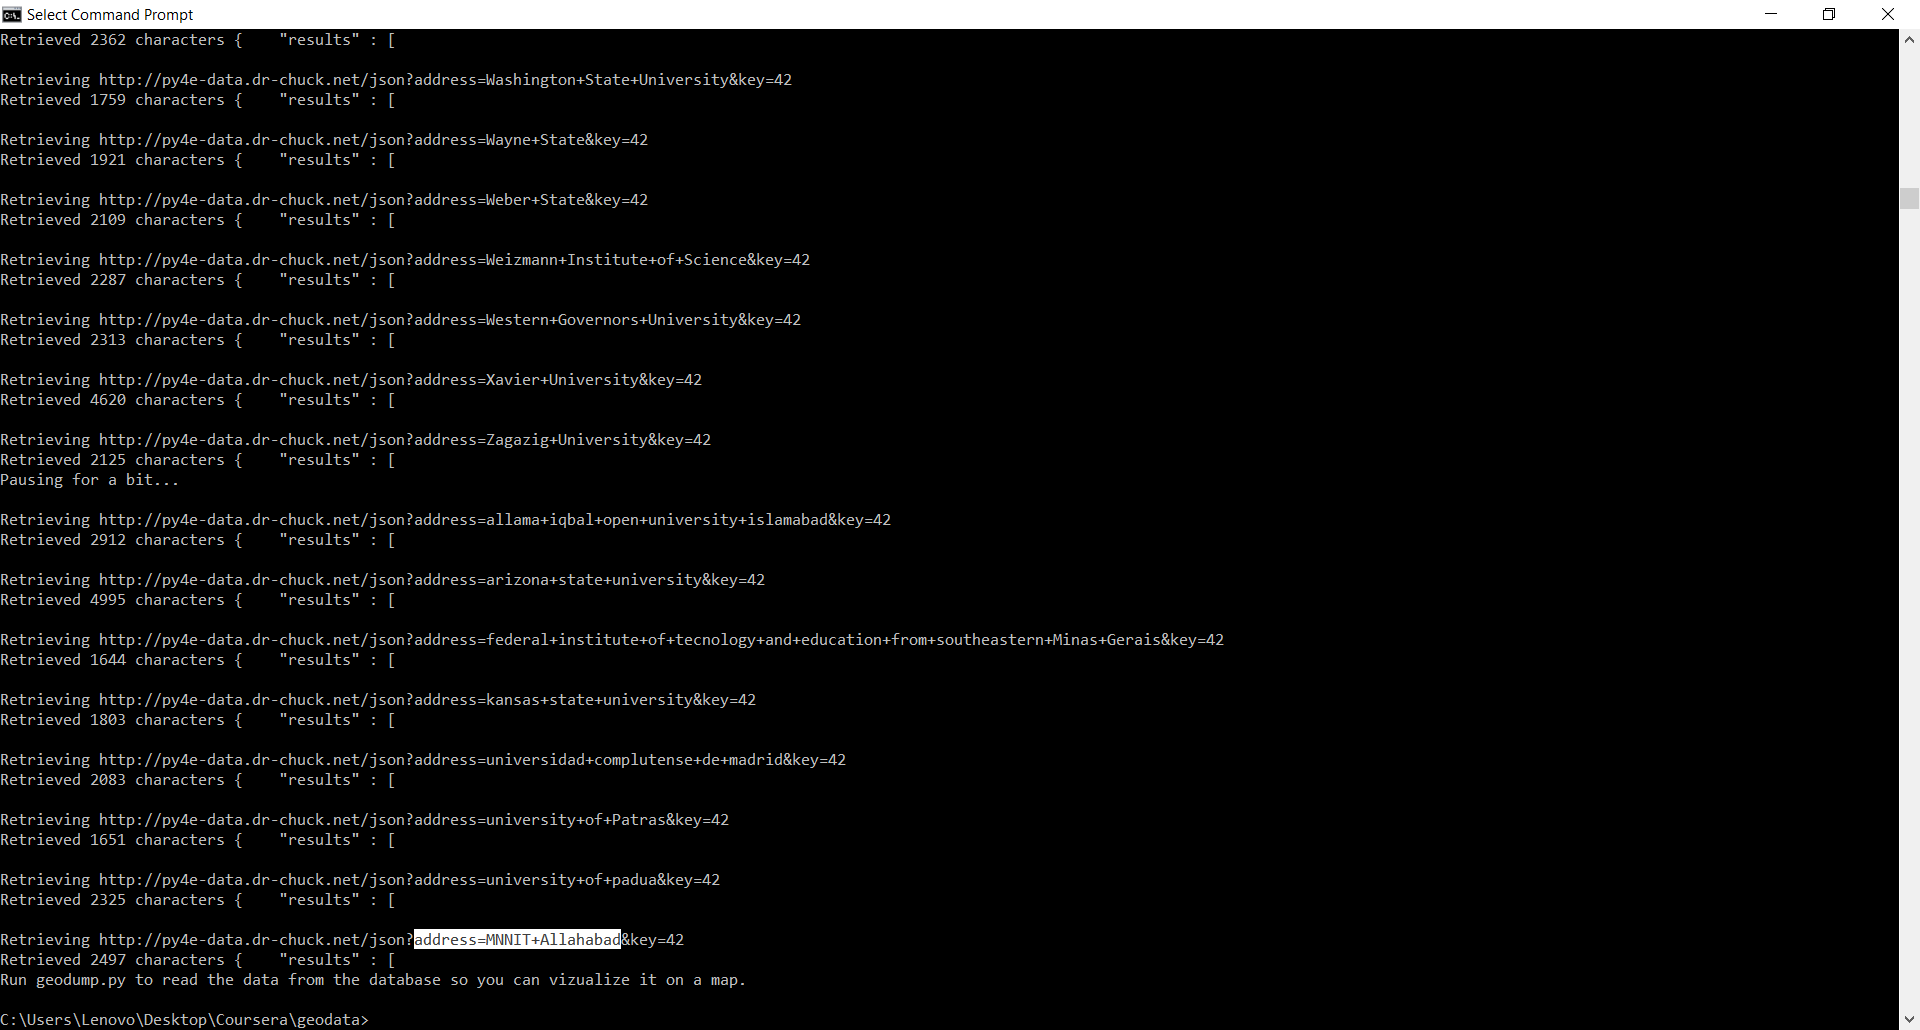 Select Command Prompt
Retrieved 2362 characters {    "results" : [
Retrieving http://py4e-data.dr-chuck.net/json?address=Washington+State+University&key=42
Retrieved 1759 characters {    "results" : [
Retrieving http://py4e-data.dr-chuck.net/json?address=Wayne+State&key=42
Retrieved 1921 characters {    "results" : [
Retrieving http://py4e-data.dr-chuck.net/json?address=Weber+State&key=42
Retrieved 2109 characters {    "results" : [
Retrieving http://py4e-data.dr-chuck.net/json?address=Weizmann+Institute+of+Science&key=42
Retrieved 2287 characters {    "results" : [
Retrieving http://py4e-data.dr-chuck.net/json?address=Western+Governors+University&key=42
Retrieved 2313 characters {    "results" : [
Retrieving http://py4e-data.dr-chuck.net/json?address=Xavier+University&key=42
Retrieved 4620 characters {    "results" : [
Retrieving http://py4e-data.dr-chuck.net/json?address=Zagazig+University&key=42
Retrieved 2125 characters {    "results" : [
Pausing for a bit...
Retrieving http://py4e-data.dr-chuck.net/json?address=allama+iqbal+open+university+islamabad&key=42
Retrieved 2912 characters {    "results" : [
Retrieving http://py4e-data.dr-chuck.net/json?address=arizona+state+university&key=42
Retrieved 4995 characters {    "results" : [
Retrieving http://py4e-data.dr-chuck.net/json?address=federal+institute+of+tecnology+and+education+from+southeastern+Minas+Gerais&key=42
Retrieved 1644 characters {    "results" : [
Retrieving http://py4e-data.dr-chuck.net/json?address=kansas+state+university&key=42
Retrieved 1803 characters {    "results" : [
Retrieving http://py4e-data.dr-chuck.net/json?address=universidad+complutense+de+madrid&key=42
Retrieved 2083 characters {    "results" : [
Retrieving http://py4e-data.dr-chuck.net/json?address=university+of+Patras&key=42
Retrieved 1651 characters {    "results" : [
Retrieving http://py4e-data.dr-chuck.net/json?address=university+of+padua&key=42
Retrieved 2325 characters {    "results" : [
Retrieving http://py4e-data.dr-chuck.net/json?address=MNNIT+Allahabad&key=42
Retrieved 2497 characters {    "results" : [
Run geodump.py to read the data from the database so you can vizualize it on a map.
C:\Users\Lenovo\Desktop\Coursera\geodata>